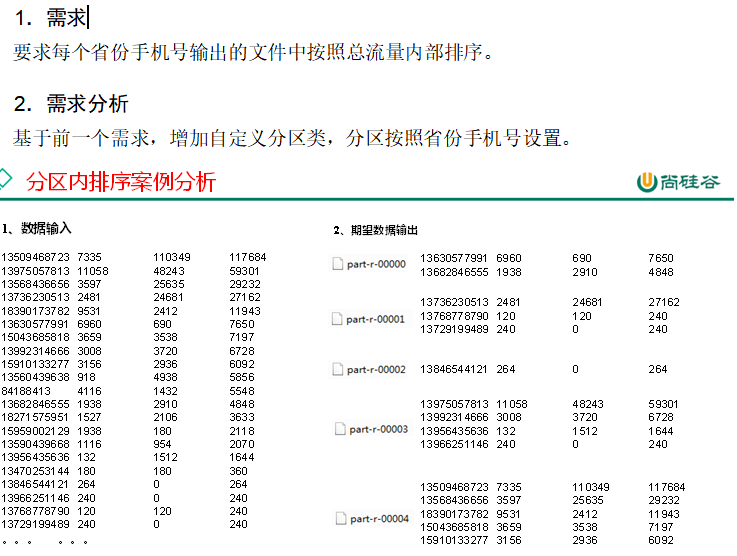 1．需求
要求每个省份手机号输出的文件中按照总流量内部排序。
2．需求分析
基于前一个需求，增加自定义分区类，分区按照省份手机号设置。
分区内排序案例分析
尚硅谷
1、数据输入
13509468723 7335 110349 117684
13975057813 11058 48243 59301
13568436656 3597 25635 29232
13736230513 2481 24681 27162
18390173782 9531 2412 11943
13630577991 6960 690 7650
15043685818 3659 3538 7197
13992314666 3008 3720 6728
15910133277 3156 2936 6092
13560439638 918 4938 5856
84188413 4116 1432 5548
13682846555 1938 2910 4848
18271575951 1527 2106 3633
15959002129 1938 180 2118
13590439668 1116 954 2070
13956435636 132 1512 1644
13470253144 180 180 360
13846544121 264 0 264
13966251146 240 0 240
13768778790 120 120 240
13729199489 240 0 240
。。。 。。。
2、期望数据输出
part-r-00000
13630577991 6960 690 7650
13682846555 1938 2910 4848
part-r-00001
13736230513 2481 24681 27162
13768778790 120 120 240
13729199489 240 0 240
part-r-00002
13846544121 264 0 264
part-r-00003
13975057813 11058 48243 59301
13992314666 3008 3720 6728
13956435636 132 1512 1644
13966251146 240 0 240
part-r-00004
13509468723 7335 110349 117684
13568436656 3597 25635 29232
18390173782 9531 2412 11943
15043685818 3659 3538 7197
15910133277 3156 2936 6092